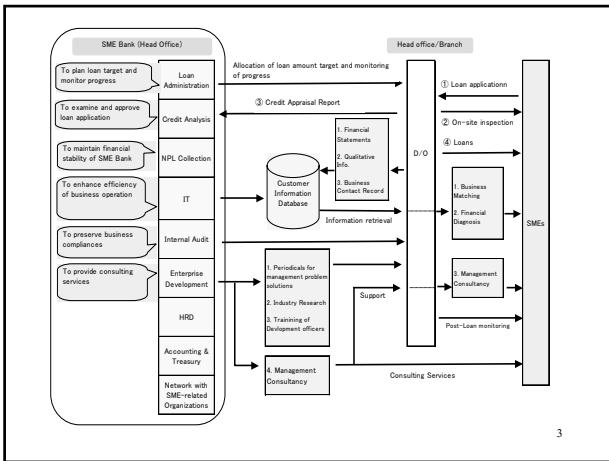 SME Bank (Head Office)
Head office/Branch
To plan loan target and
monitor progress
Loan
Administration
Allocation of loan amount target and monitoring
of progress
① Loan applicationn
To examine and approve
loan application
Credit Analysis
③ Credit Appraisal Report
② On-site inspection
④ Loans
To maintain financial
stability of SME Bank
NPL Collection
1. Financial
Statements
2. Qualitative
Info.
3. Business
Contact Record
D/O
To enhance efficiency
of business operation
IT
Customer
Information
Database
Information retrieval
1. Business
Matching
2. Financial
Diagnosis
SMEs
To preserve business
compliances
Internal Audit
To provide consulting
services
Enterprise
Development
1. Periodicals for
management problem
solutions
2. Industry Research
3. Trainining of
Devlopment officers
Support
3. Management
Consultancy
HRD
Post-Loan monitoring
Accounting &
Treasury
4. Management
Consultancy
Consulting Services
Network with
SME-related
Organizations
3